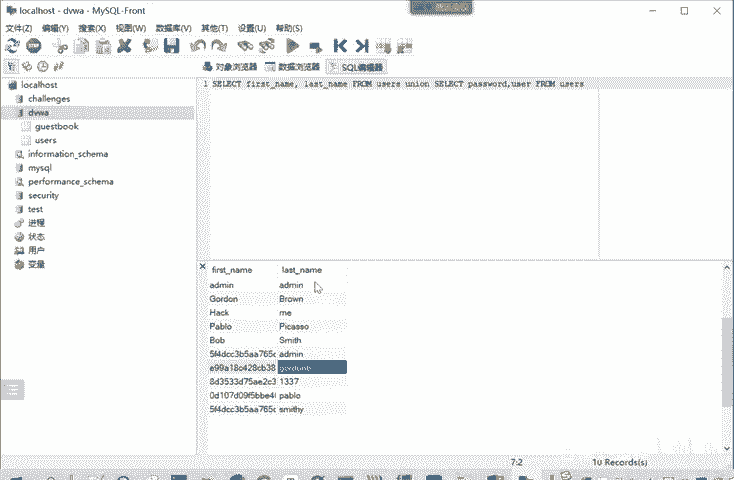 localhost - dvwa - MySQL-Front
文件(Z) 编辑(Y) 搜索(X) 视图(W) 数据库(V) 其他(T) 设置(U) 帮助(S)
对象浏览器 数据浏览器 SQL编辑器
localhost
challenges
dvwa
guestbook
users
information_schema
mysql
performance_schema
security
test
进程
状态
用户
变量
1 SELECT first_name, last_name FROM users union SELECT password,user FROM users
first_name last_name
admin admin
Gordon Brown
Hack me
Pablo Picasso
Bob Smith
5f4dcc3b5aa765c admin
e99a18c428cb38 gordonb
8d3533d75ae2c3 1337
0d107d09f5bbe4 pablo
5f4dcc3b5aa765c smithy
7:2 10 Records(s)